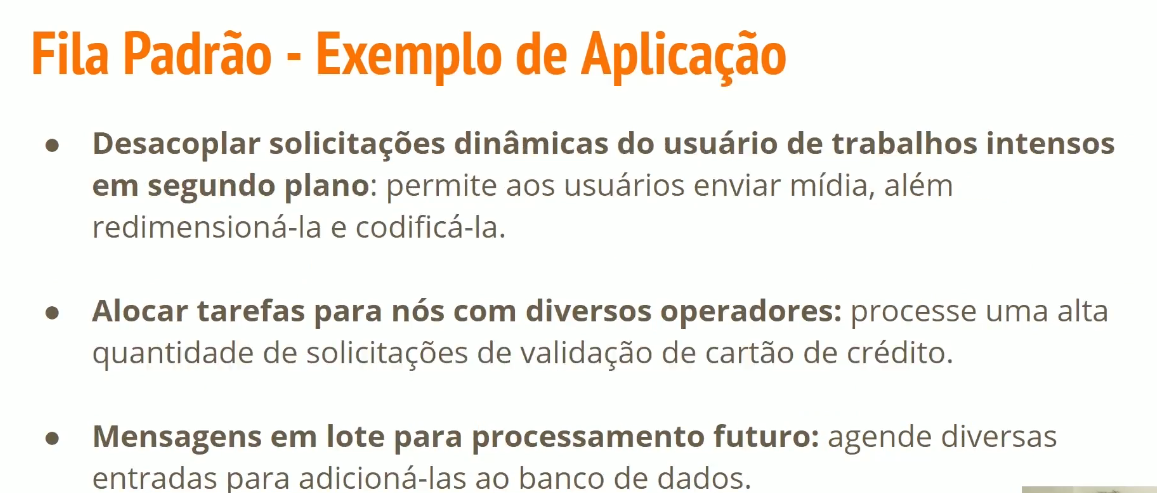 Fila Padrão - Exemplo de Aplicação
● Desacoplar solicitações dinâmicas do usuário de trabalhos intensos
em segundo plano: permite aos usuários enviar mídia, além
redimensioná-la e codificá-la.
● Alocar tarefas para nós com diversos operadores: processe uma alta
quantidade de solicitações de validação de cartão de crédito.
● Mensagens em lote para processamento futuro: agende diversas
entradas para adicioná-las ao banco de dados.